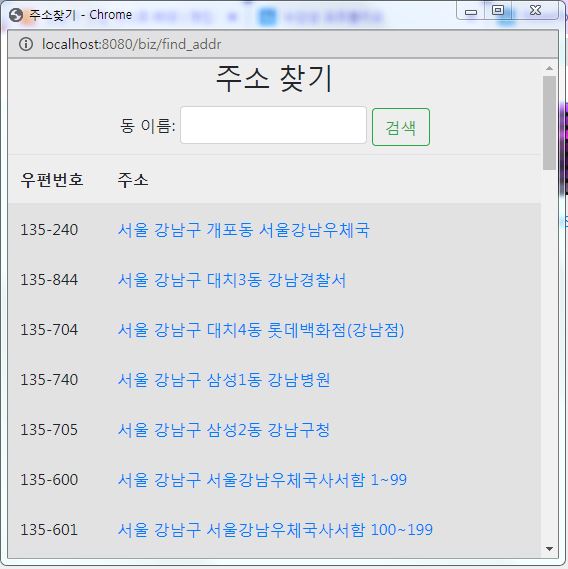 주소찾기 - Chrome
localhost:8080/biz/find_addr
주소 찾기
동 이름: 검색
우편번호 주소
135-240 서울 강남구 개포동 서울강남우체국
135-844 서울 강남구 대치3동 강남경찰서
135-704 서울 강남구 대치4동 롯데백화점(강남점)
135-740 서울 강남구 삼성1동 강남병원
135-705 서울 강남구 삼성2동 강남구청
135-600 서울 강남구 서울강남우체국사서함 1~99
135-601 서울 강남구 서울강남우체국사서함 100~199